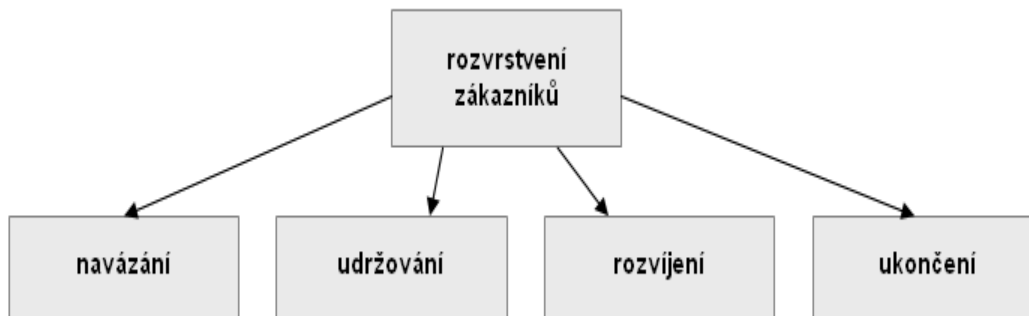 rozvrstvení
zákazníků
navázání
udržování
rozvíjení
ukončení